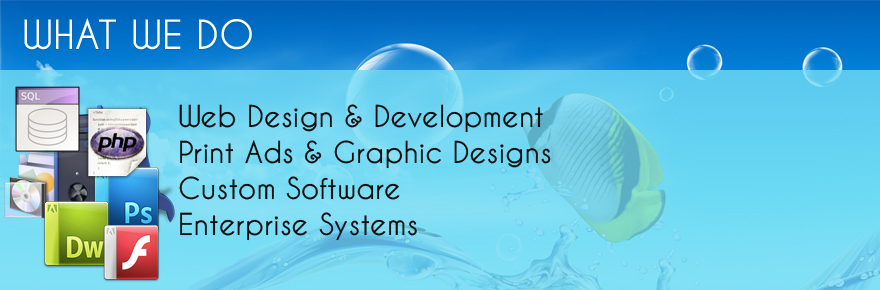 WHAT WE DO
SQL
php
Web Design & Development
Print Ads & Graphic Designs
Custom Software
Enterprise Systems
Ps
Dw